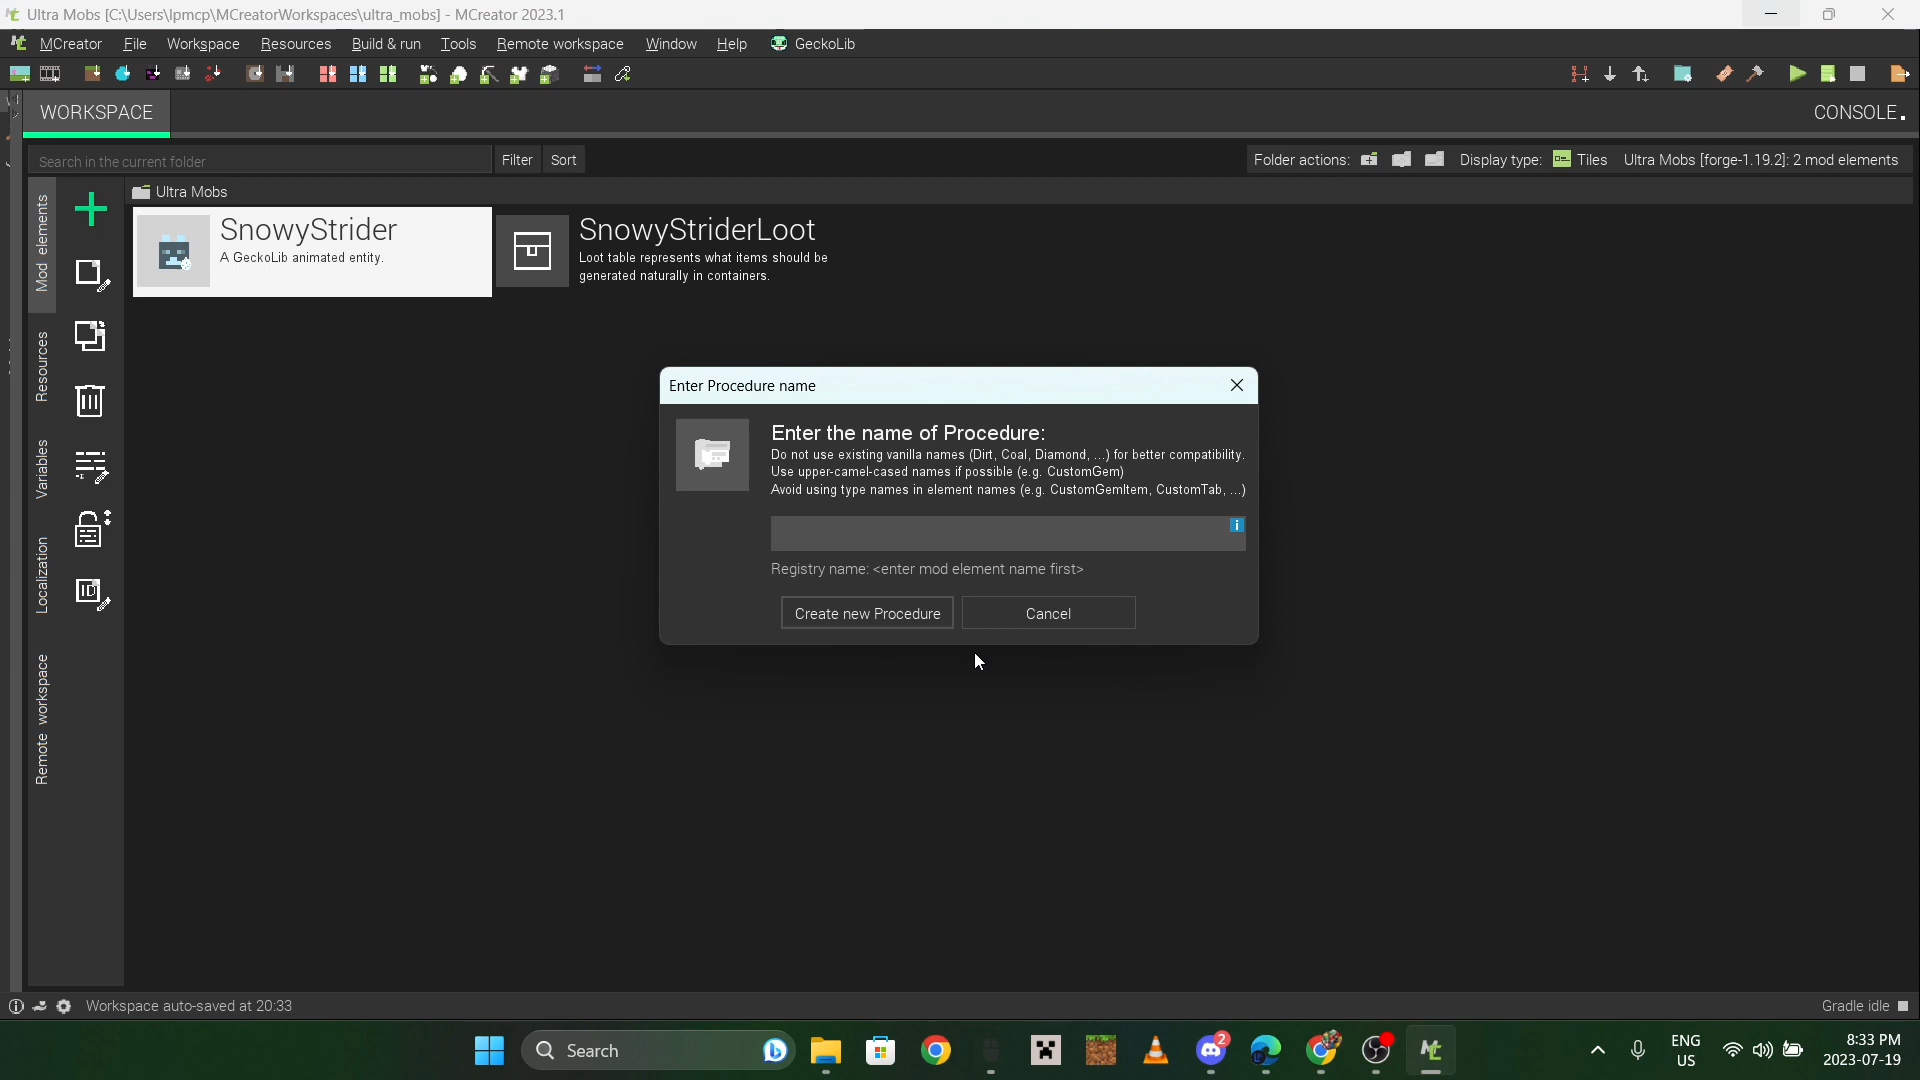 Ultra Mobs [C:\Users\lpmcp\MCreatorWorkspaces\ultra_mobs] - MCreator 2023.1
MCreator File Workspace Resources Build & run Tools Remote workspace Window Help GeckoLib
WORKSPACE
CONSOLE
Search in the current folder
Filter
Sort
Folder actions:
Display type:
Tiles
Ultra Mobs [forge-1.19.2]: 2 mod elements
Ultra Mobs
Mod elements
Resources
Variables
Localization
Remote workspace
ID
SnowyStrider
A GeckoLib animated entity.
SnowyStriderLoot
Loot table represents what items should be
generated naturally in containers.
Enter Procedure name
Enter the name of Procedure:
Do not use existing vanilla names (Dirt, Coal, Diamond, ...) for better compatibility.
Use upper-camel-cased names if possible (e.g. CustomGem)
Avoid using type names in element names (e.g. CustomGemItem, CustomTab, ...)
i
Registry name: <enter mod element name first>
Create new Procedure
Cancel
Workspace auto-saved at 20:33
Gradle idle
Search
2
ENG
US
8:33 PM
2023-07-19